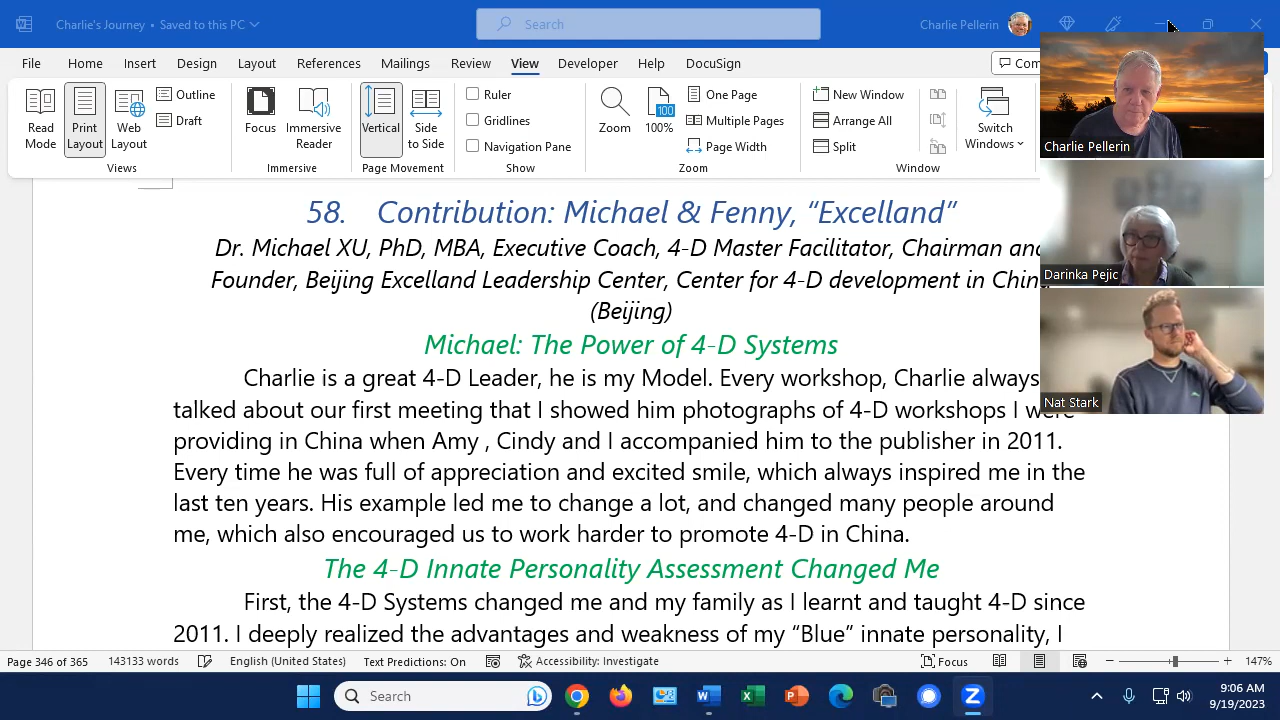 Charlie's Journey • Saved to this PC
Search
Charlie Pellerin
File Home Insert Design Layout References Mailings Review View Developer Help DocuSign
Com
Read Mode
Print Layout
Web Layout
Outline
Draft
Views
Focus
Immersive Reader
Immersive
Vertical
Side to Side
Page Movement
Ruler
Gridlines
Navigation Pane
Show
Zoom
100
100%
One Page
Multiple Pages
Page Width
Zoom
New Window
Arrange All
Split
Switch Windows
Window
Charlie Pellerin
Darinka Pejic
Nat Stark
58. Contribution: Michael & Fenny, “Excelland”
Dr. Michael XU, PhD, MBA, Executive Coach, 4-D Master Facilitator, Chairman and
Founder, Beijing Excelland Leadership Center, Center for 4-D development in China
(Beijing)
Michael: The Power of 4-D Systems
Charlie is a great 4-D Leader, he is my Model. Every workshop, Charlie always
talked about our first meeting that I showed him photographs of 4-D workshops I were
providing in China when Amy , Cindy and I accompanied him to the publisher in 2011.
Every time he was full of appreciation and excited smile, which always inspired me in the
last ten years. His example led me to change a lot, and changed many people around
me, which also encouraged us to work harder to promote 4-D in China.
The 4-D Innate Personality Assessment Changed Me
First, the 4-D Systems changed me and my family as I learnt and taught 4-D since
2011. I deeply realized the advantages and weakness of my “Blue” innate personality, I
Page 346 of 365 143133 words English (United States) Text Predictions: On Accessibility: Investigate Focus 147%
Search
9:06 AM
9/19/2023